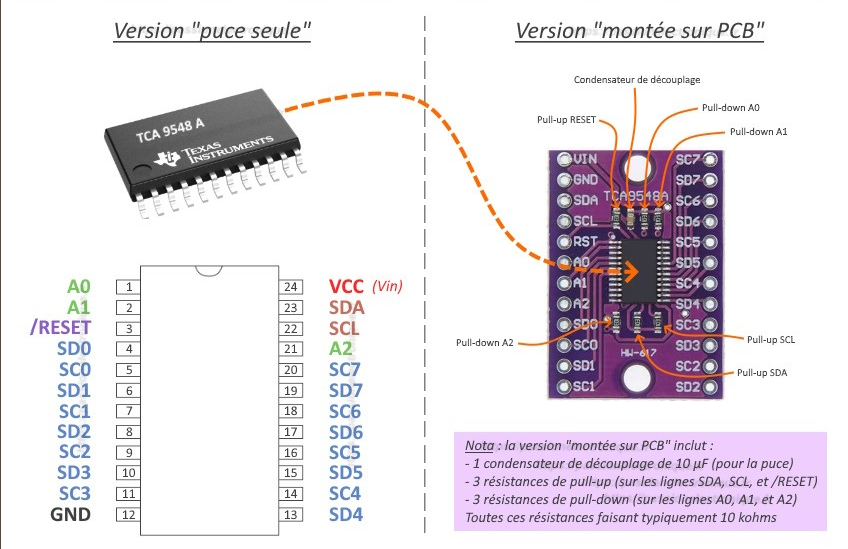 Version "puce seule"
Version "montée sur PCB"
Condensateur de découplage
Pull-down A0
Pull-up RESET
Pull-down A1
TCA 9548 A
TEXAS
INSTRUMENTS
VIN SC7
GND SD7
TCA9548A
SDA SC6
SCL SD6
RST SC5
A0 SD5
A1 SC4
A2 SD4
SD0 SC3
SC0 SD3
SD1 SC2
SC1 SD2
HW-617
Pull-down A2
Pull-up SCL
Pull-up SDA
A0 1 24 VCC (Vin)
A1 2 23 SDA
/RESET 3 22 SCL
SD0 4 21 A2
SC0 5 20 SC7
SD1 6 19 SD7
SC1 7 18 SC6
SD2 8 17 SD6
SC2 9 16 SC5
SD3 10 15 SD5
SC3 11 14 SC4
GND 12 13 SD4
Nota : la version "montée sur PCB" inclut :
- 1 condensateur de découplage de 10 µF (pour la puce)
- 3 résistances de pull-up (sur les lignes SDA, SCL, et /RESET)
- 3 résistances de pull-down (sur les lignes A0, A1, et A2)
Toutes ces résistances faisant typiquement 10 kohms